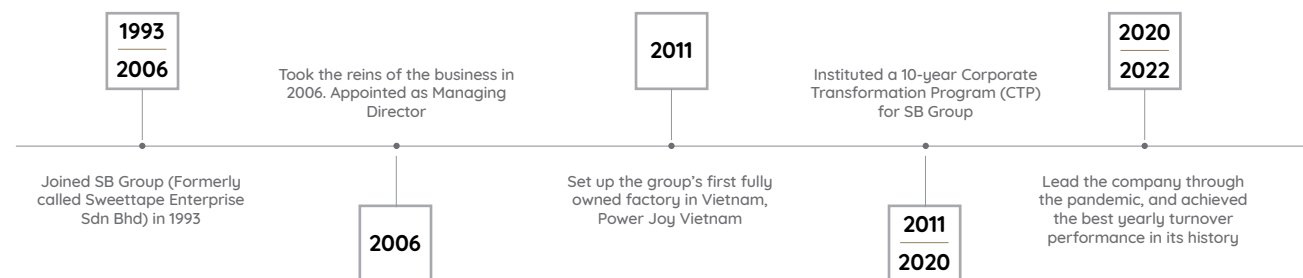 1993
2006
Joined SB Group (Formerly
called Sweettape Enterprise
Sdn Bhd) in 1993
Took the reins of the business in
2006. Appointed as Managing
Director
2006
2011
Set up the group's first fully
owned factory in Vietnam,
Power Joy Vietnam
Instituted a 10-year Corporate
Transformation Program (CTP)
for SB Group
2011
2020
2020
2022
Lead the company through
the pandemic, and achieved
the best yearly turnover
performance in its history